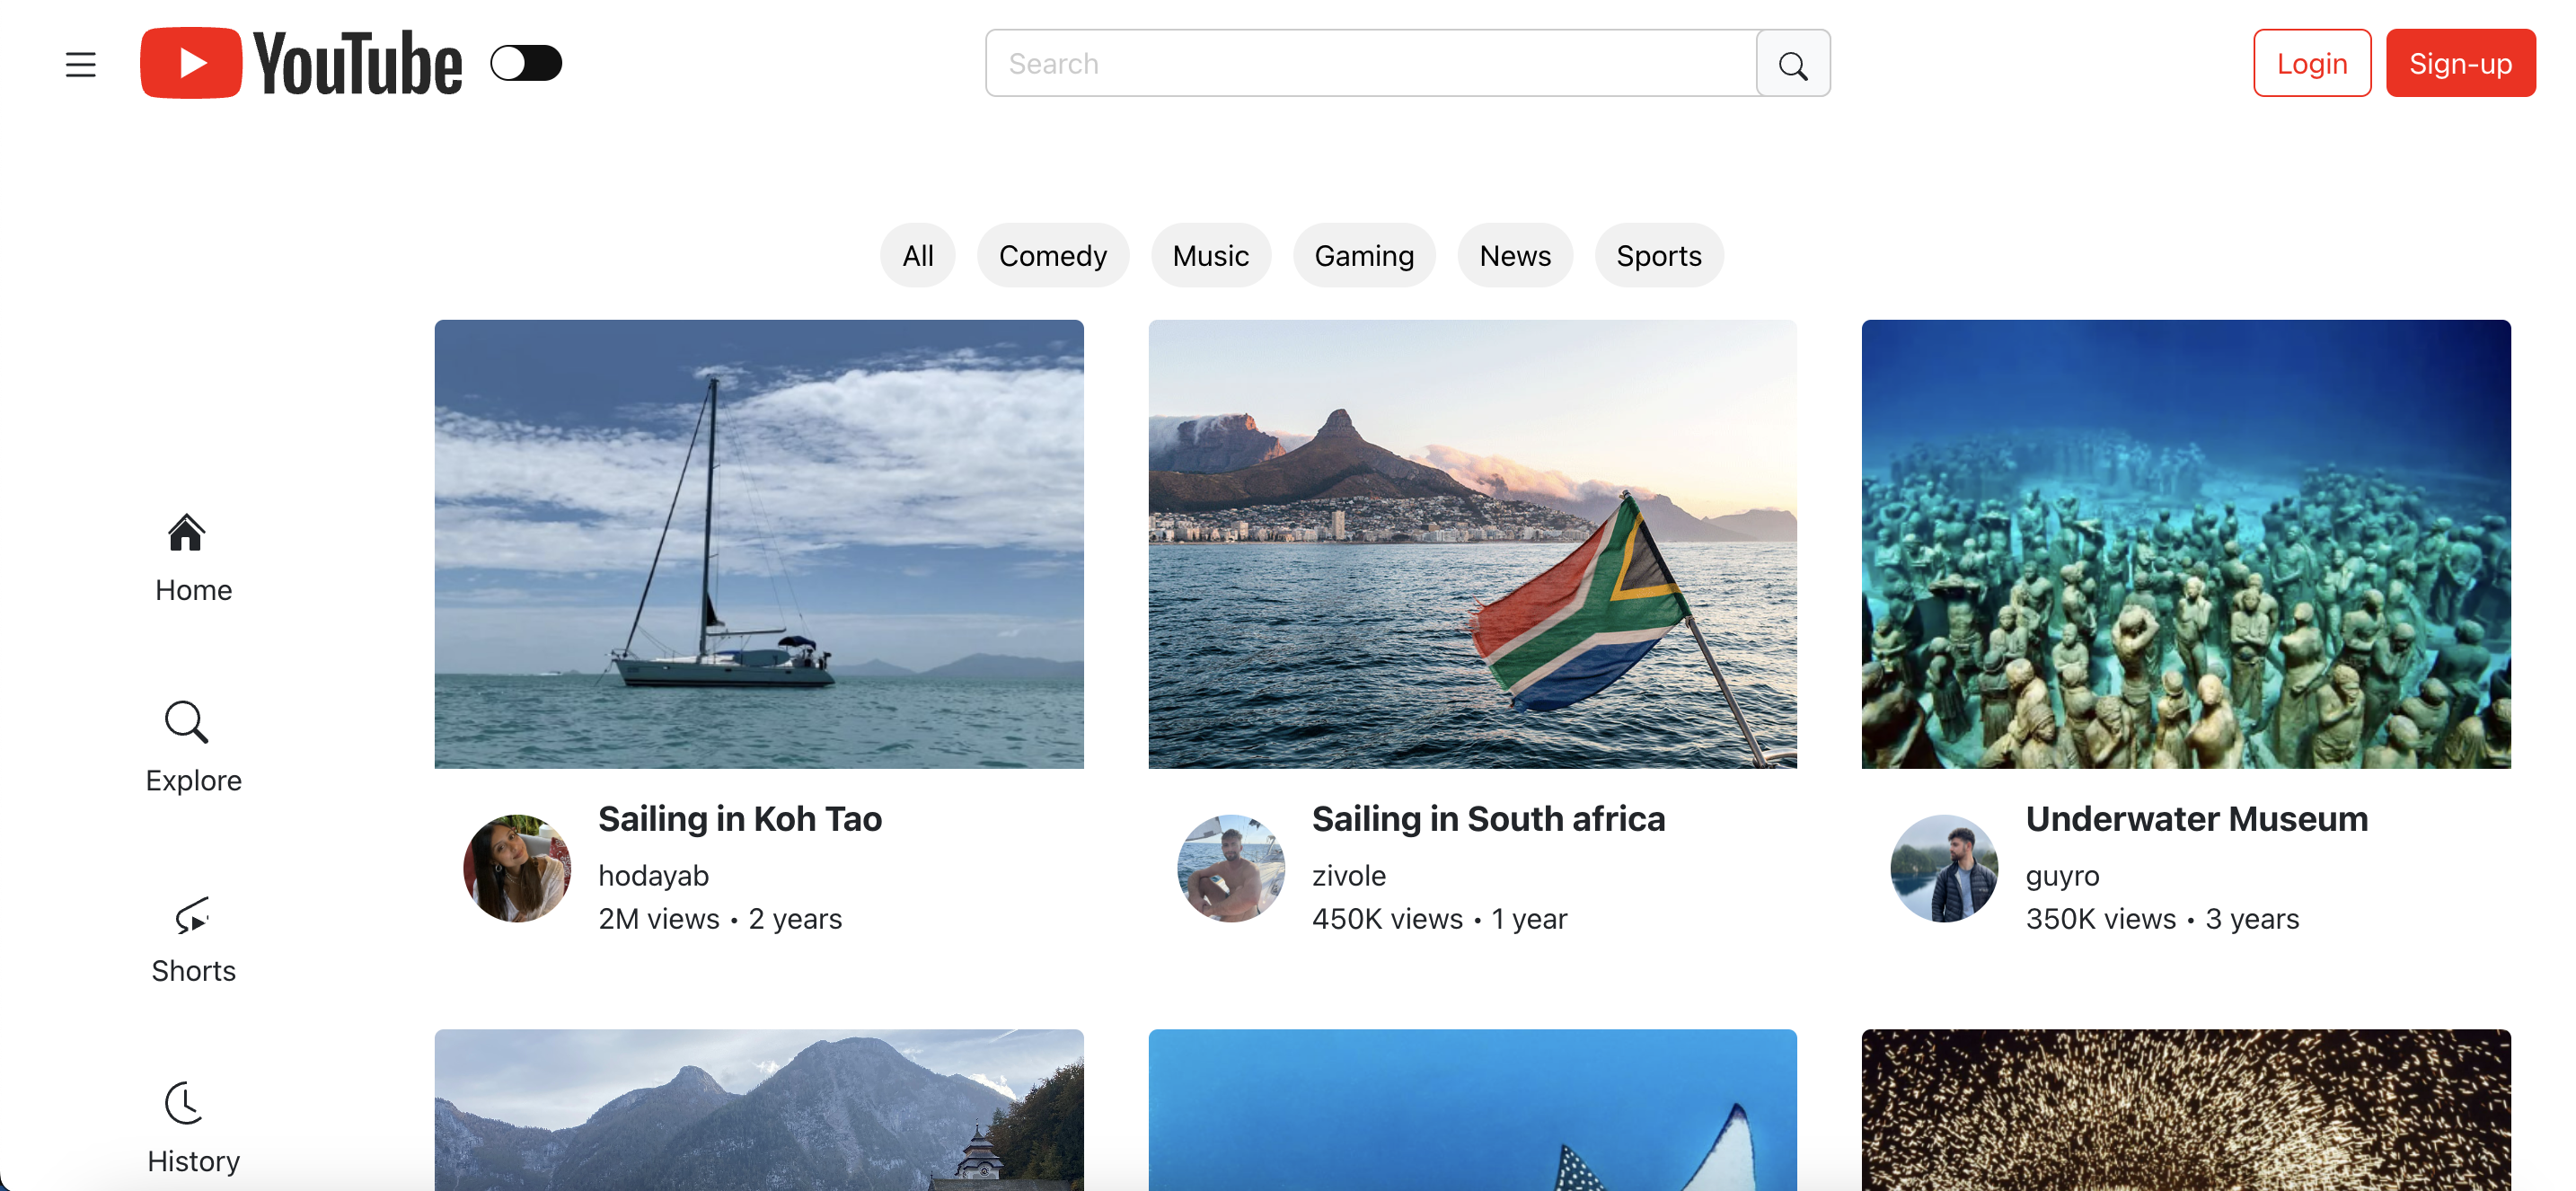 YouTube
Search
Login
Sign-up
All
Comedy
Music
Gaming
News
Sports
Home
Explore
Shorts
History
Sailing in Koh Tao
hodayab
2M views • 2 years
Sailing in South africa
zivole
450K views • 1 year
Underwater Museum
guyro
350K views • 3 years